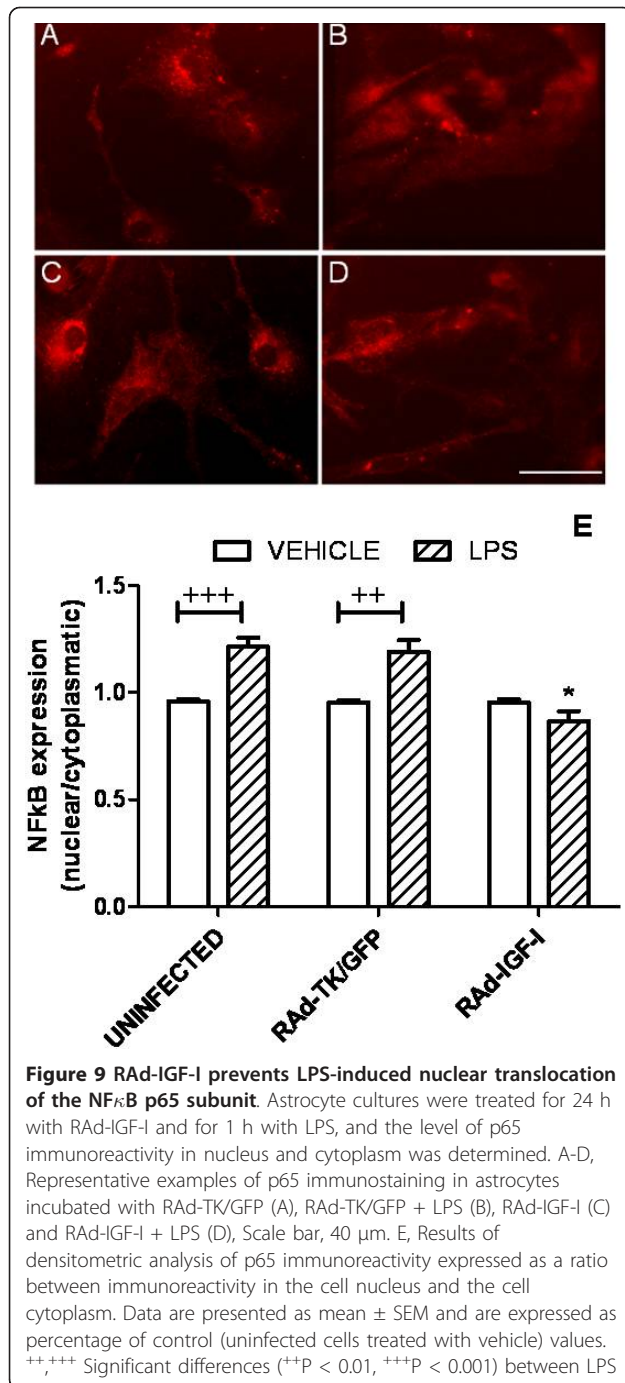 A
B
C
D
E
VEHICLE LPS
1.5
1.0
0.5
0.0
NFkB expression
(nuclear/cytoplasmatic)
+++
++
*
UNINFECTED
RAd-TK/GFP
RAd-IGF-I
Figure 9 RAd-IGF-I prevents LPS-induced nuclear translocation
of the NFκB p65 subunit. Astrocyte cultures were treated for 24 h
with RAd-IGF-I and for 1 h with LPS, and the level of p65
immunoreactivity in nucleus and cytoplasm was determined. A-D,
Representative examples of p65 immunostaining in astrocytes
incubated with RAd-TK/GFP (A), RAd-TK/GFP + LPS (B), RAd-IGF-I (C)
and RAd-IGF-I + LPS (D), Scale bar, 40 μm. E, Results of
densitometric analysis of p65 immunoreactivity expressed as a ratio
between immunoreactivity in the cell nucleus and the cell
cytoplasm. Data are presented as mean ± SEM and are expressed as
percentage of control (uninfected cells treated with vehicle) values.
++,+++ Significant differences (++P < 0.01, +++P < 0.001) between LPS